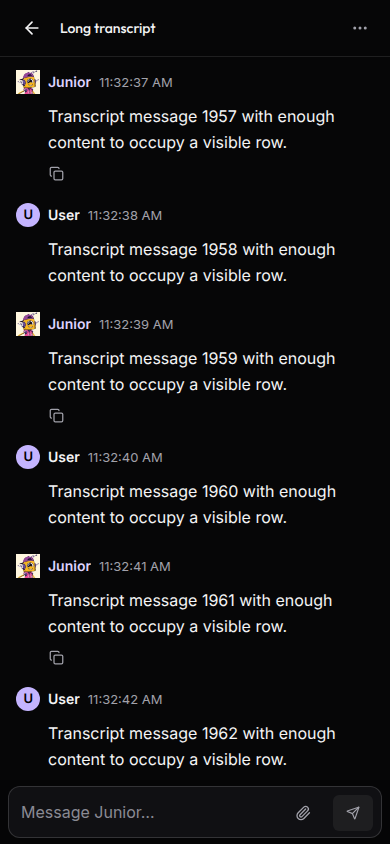 Long transcript
Junior 11:32:37 AM
Transcript message 1957 with enough
content to occupy a visible row.
U User 11:32:38 AM
Transcript message 1958 with enough
content to occupy a visible row.
Junior 11:32:39 AM
Transcript message 1959 with enough
content to occupy a visible row.
U User 11:32:40 AM
Transcript message 1960 with enough
content to occupy a visible row.
Junior 11:32:41 AM
Transcript message 1961 with enough
content to occupy a visible row.
U User 11:32:42 AM
Transcript message 1962 with enough
content to occupy a visible row.
Message Junior...